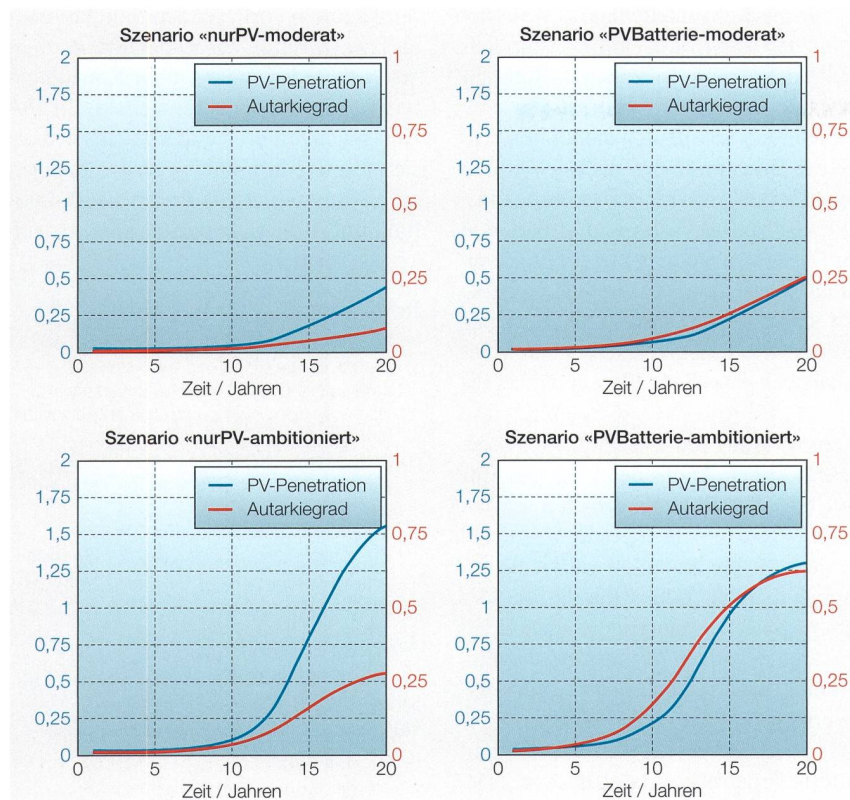 Szenario «nurPV-moderat»
2
1,75
1,5
1,25
1
0,75
0,5
0,25
0
1
0,75
0,5
0,25
0
PV-Penetration
Autarkiegrad
0 5 10 15 20
Zeit / Jahren
Szenario «PVBatterie-moderat»
2
1,75
1,5
1,25
1
0,75
0,5
0,25
0
1
0,75
0,5
0,25
0
PV-Penetration
Autarkiegrad
0 5 10 15 20
Zeit / Jahren
Szenario «nurPV-ambitioniert»
2
1,75
1,5
1,25
1
0,75
0,5
0,25
0
1
0,75
0,5
0,25
0
PV-Penetration
Autarkiegrad
0 5 10 15 20
Zeit / Jahren
Szenario «PVBatterie-ambitioniert»
2
1,75
1,5
1,25
1
0,75
0,5
0,25
0
1
0,75
0,5
0,25
0
PV-Penetration
Autarkiegrad
0 5 10 15 20
Zeit / Jahren